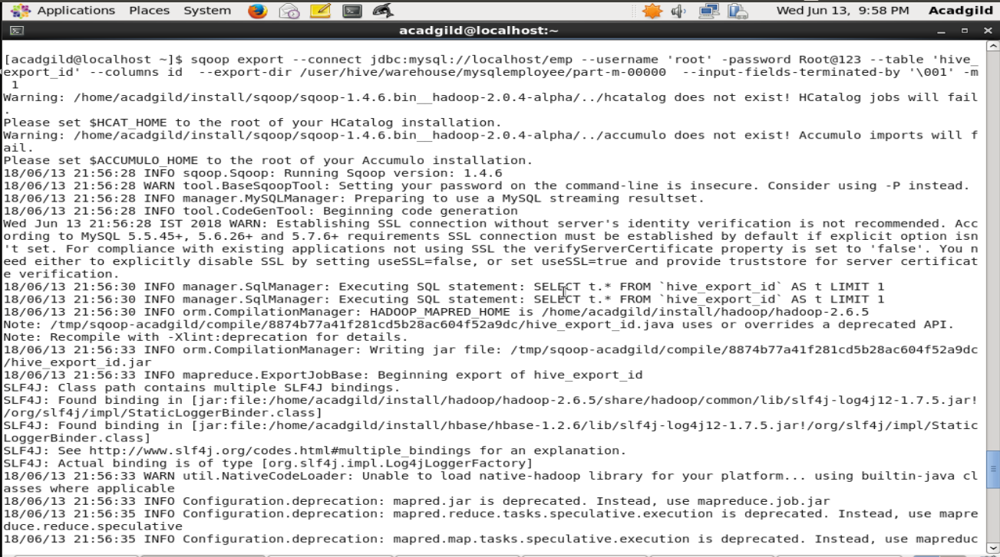 Applications Places System Wed Jun 13, 9:58 PM Acadgild
acadgild@localhost:~
[acadgild@localhost ~]$ sqoop export --connect jdbc:mysql://localhost/emp --username 'root' -password Root@123 --table 'hive_
export_id' --columns id  --export-dir /user/hive/warehouse/mysqlemployee/part-m-00000  --input-fields-terminated-by '\001' -m
 1
Warning: /home/acadgild/install/sqoop/sqoop-1.4.6.bin__hadoop-2.0.4-alpha/../hcatalog does not exist! HCatalog jobs will fail
.
Please set $HCAT_HOME to the root of your HCatalog installation.
Warning: /home/acadgild/install/sqoop/sqoop-1.4.6.bin__hadoop-2.0.4-alpha/../accumulo does not exist! Accumulo imports will f
ail.
Please set $ACCUMULO_HOME to the root of your Accumulo installation.
18/06/13 21:56:28 INFO sqoop.Sqoop: Running Sqoop version: 1.4.6
18/06/13 21:56:28 WARN tool.BaseSqoopTool: Setting your password on the command-line is insecure. Consider using -P instead.
18/06/13 21:56:28 INFO manager.MySQLManager: Preparing to use a MySQL streaming resultset.
18/06/13 21:56:28 INFO tool.CodeGenTool: Beginning code generation
Wed Jun 13 21:56:28 IST 2018 WARN: Establishing SSL connection without server's identity verification is not recommended. Acc
ording to MySQL 5.5.45+, 5.6.26+ and 5.7.6+ requirements SSL connection must be established by default if explicit option isn
't set. For compliance with existing applications not using SSL the verifyServerCertificate property is set to 'false'. You n
eed either to explicitly disable SSL by setting useSSL=false, or set useSSL=true and provide truststore for server certificat
e verification.
18/06/13 21:56:30 INFO manager.SqlManager: Executing SQL statement: SELECT t.* FROM `hive_export_id` AS t LIMIT 1
18/06/13 21:56:30 INFO manager.SqlManager: Executing SQL statement: SELECT t.* FROM `hive_export_id` AS t LIMIT 1
18/06/13 21:56:30 INFO orm.CompilationManager: HADOOP_MAPRED_HOME is /home/acadgild/install/hadoop/hadoop-2.6.5
Note: /tmp/sqoop-acadgild/compile/8874b77a41f281cd5b28ac604f52a9dc/hive_export_id.java uses or overrides a deprecated API.
Note: Recompile with -Xlint:deprecation for details.
18/06/13 21:56:33 INFO orm.CompilationManager: Writing jar file: /tmp/sqoop-acadgild/compile/8874b77a41f281cd5b28ac604f52a9dc
/hive_export_id.jar
18/06/13 21:56:33 INFO mapreduce.ExportJobBase: Beginning export of hive_export_id
SLF4J: Class path contains multiple SLF4J bindings.
SLF4J: Found binding in [jar:file:/home/acadgild/install/hadoop/hadoop-2.6.5/share/hadoop/common/lib/slf4j-log4j12-1.7.5.jar!
/org/slf4j/impl/StaticLoggerBinder.class]
SLF4J: Found binding in [jar:file:/home/acadgild/install/hbase/hbase-1.2.6/lib/slf4j-log4j12-1.7.5.jar!/org/slf4j/impl/Static
LoggerBinder.class]
SLF4J: See http://www.slf4j.org/codes.html#multiple_bindings for an explanation.
SLF4J: Actual binding is of type [org.slf4j.impl.Log4jLoggerFactory]
18/06/13 21:56:33 WARN util.NativeCodeLoader: Unable to load native-hadoop library for your platform... using builtin-java cl
asses where applicable
18/06/13 21:56:33 INFO Configuration.deprecation: mapred.jar is deprecated. Instead, use mapreduce.job.jar
18/06/13 21:56:35 INFO Configuration.deprecation: mapred.reduce.tasks.speculative.execution is deprecated. Instead, use mapre
duce.reduce.speculative
18/06/13 21:56:35 INFO Configuration.deprecation: mapred.map.tasks.speculative.execution is deprecated. Instead, use mapreduc